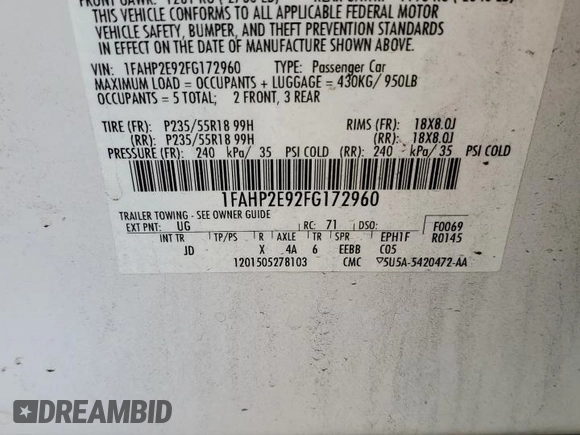 THIS VEHICLE CONFORMS TO ALL APPLICABLE FEDERAL MOTOR
VEHICLE SAFETY, BUMPER, AND THEFT PREVENTION STANDARDS
IN EFFECT ON THE DATE OF MANUFACTURE SHOWN ABOVE.
VIN: 1FAHP2E92FG172960 TYPE: Passenger Car
MAXIMUM LOAD = OCCUPANTS + LUGGAGE = 430KG/ 950LB
OCCUPANTS = 5 TOTAL; 2 FRONT, 3 REAR
TIRE (FR): P235/55R18 99H RIMS (FR): 18X8.0J
(RR): P235/55R18 99H (RR): 18X8.0J
PRESSURE (FR): 240 kPa/ 35 PSI COLD (RR): 240 kPa/ 35 PSI COLD
1FAHP2E92FG172960
TRAILER TOWING - SEE OWNER GUIDE
EXT PNT: UG RC: 71 DSO: F0069
INT TR TP/PS R AXLE TR SPR EPH1F R0145
JD X 4A 6 EEBB C05
1201505278103 CMC ▽5U5A-5420472-AA
DREAMBID